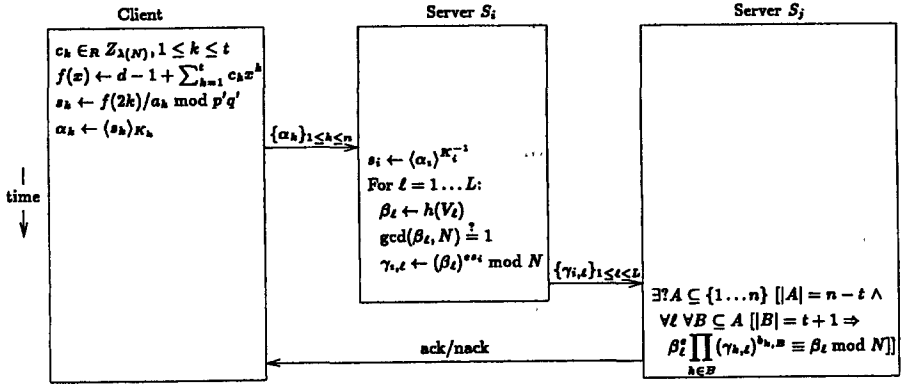 Client
Server S_i
Server S_j
c_k ∈_R Z_{λ(N)}, 1 ≤ k ≤ t
f(x) ← d − 1 + ∑_{k=1}^{t} c_k x^k
s_k ← f(2k)/a_k mod p′q′
α_k ← ⟨s_k⟩_{K_k}
{α_k}_{1≤k≤n}
time
s_i ← ⟨α_i⟩^{K_i^{-1}}
For ℓ = 1 … L:
β_ℓ ← h(V_ℓ)
gcd(β_ℓ, N) ≟ 1
γ_{i,ℓ} ← (β_ℓ)^{es_i} mod N
{γ_{i,ℓ}}_{1≤ℓ≤L}
∃?A ⊆ {1…n} [|A| = n − t ∧
∀ℓ ∀B ⊆ A [|B| = t + 1 ⇒
β_ℓ^e ∏_{k∈B} (γ_{k,ℓ})^{b_{k,B}} ≡ β_ℓ mod N]]
ack/nack